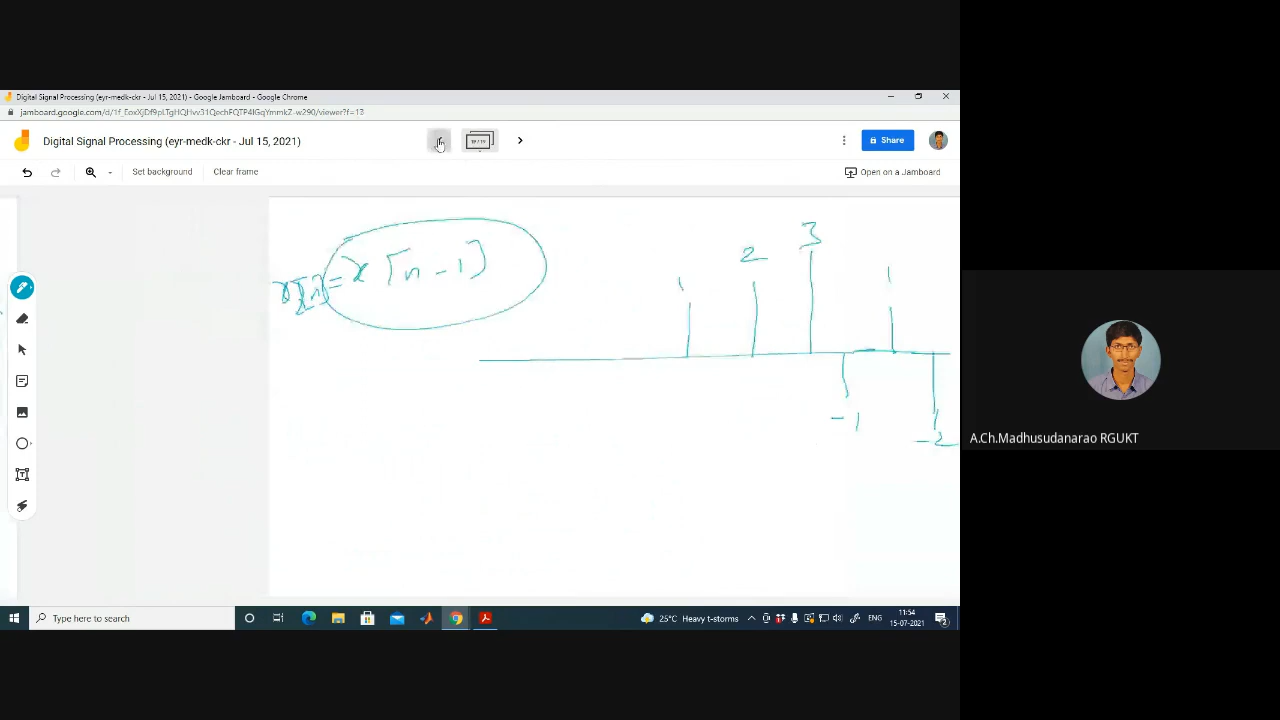 Digital Signal Processing (eyr-medk-ckr - Jul 15, 2021) - Google Jamboard - Google Chrome
Digital Signal Processing (eyr-medk-ckr - Jul 15, 2021)
Share
Set background
Clear frame
Open on a Jamboard
= x[n-1]
1
2
3
1
-1
-2
A.Ch.Madhusudanarao RGUKT
Type here to search
25°C Heavy t-storms
ENG
11:54
15-07-2021
2